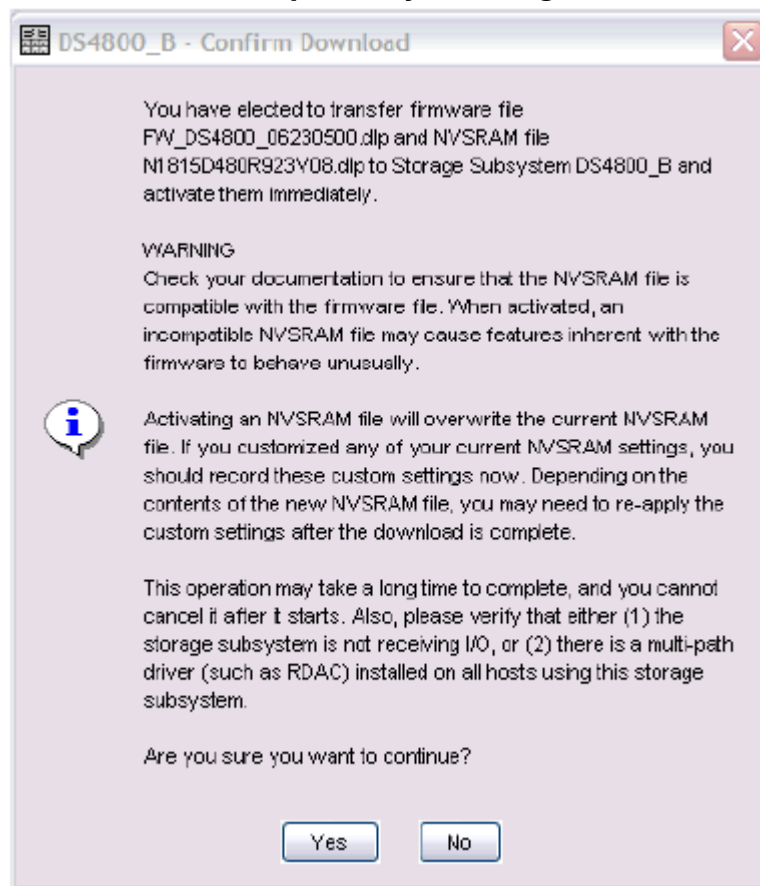 DS4800_B - Confirm Download
You have elected to transfer firmware file
FW_DS4800_06230500.dlp and NVSRAM file
N1815D480R923V08.dlp to Storage Subsystem DS4800_B and
activate them immediately.
WARNING
Check your documentation to ensure that the NVSRAM file is
compatible with the firmware file. When activated, an
incompatible NVSRAM file may cause features inherent with the
firmware to behave unusually.
Activating an NVSRAM file will overwrite the current NVSRAM
file. If you customized any of your current NVSRAM settings, you
should record these custom settings now. Depending on the
contents of the new NVSRAM file, you may need to re-apply the
custom settings after the download is complete.
This operation may take a long time to complete, and you cannot
cancel it after it starts. Also, please verify that either (1) the
storage subsystem is not receiving I/O, or (2) there is a multi-path
driver (such as RDAC) installed on all hosts using this storage
subsystem.
Are you sure you want to continue?
Yes No